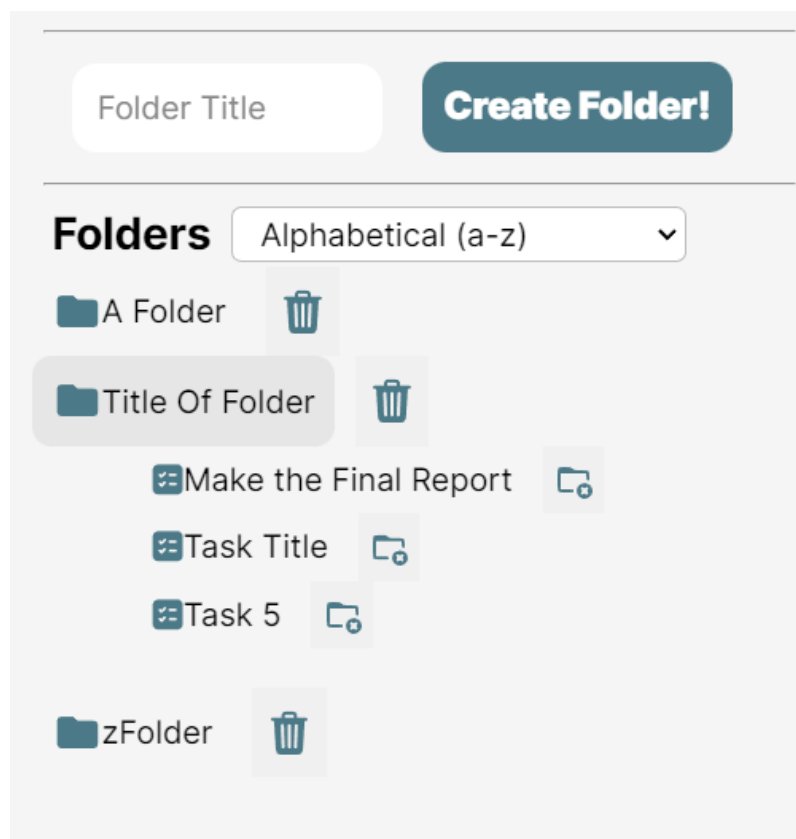 Folder Title Create Folder!
Folders Alphabetical (a-z)
A Folder
Title Of Folder
Make the Final Report
Task Title
Task 5
zFolder